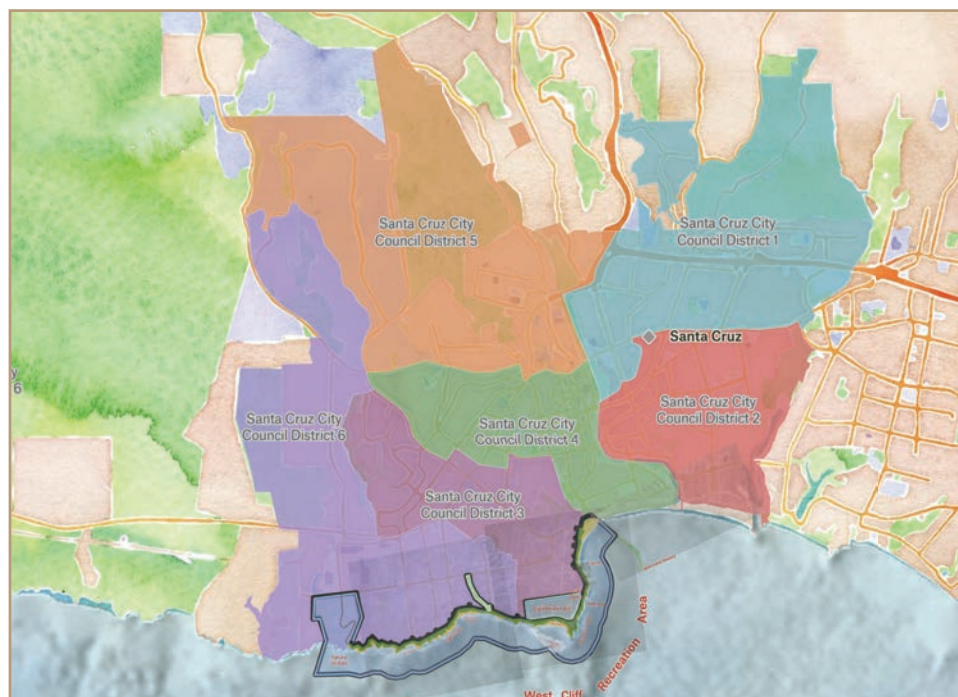 Santa Cruz City
Council District 5
Santa Cruz City
Council District 1
Santa Cruz
Santa Cruz City
Council District 2
y
6
Santa Cruz City
Council District 6
Santa Cruz City
Council District 4
Santa Cruz City
Council District 3
West Cliff Recreation Area